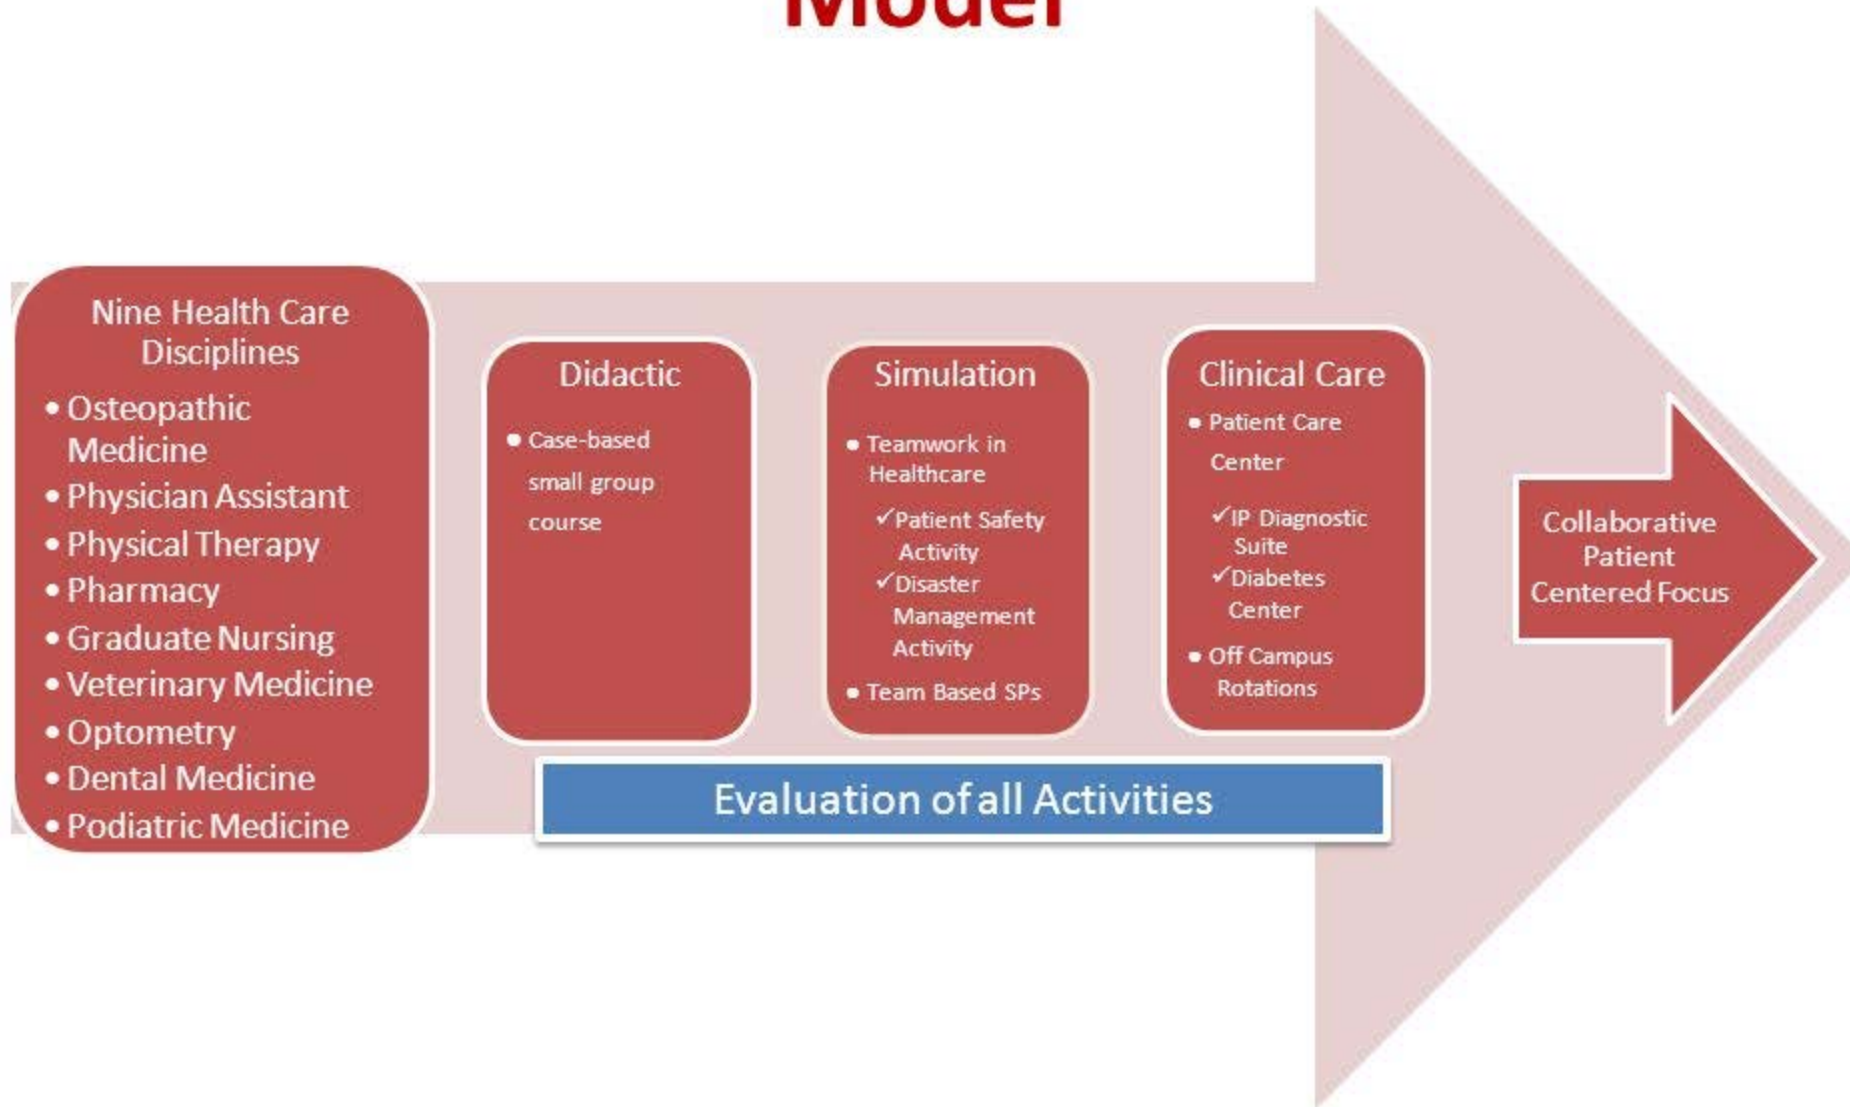 Model
Nine Health Care
Disciplines
• Osteopathic
Medicine
• Physician Assistant
• Physical Therapy
• Pharmacy
• Graduate Nursing
• Veterinary Medicine
• Optometry
• Dental Medicine
• Podiatric Medicine
Didactic
• Case-based
small group
course
Simulation
• Teamwork in
Healthcare
✓Patient Safety
Activity
✓Disaster
Management
Activity
• Team Based SPs
Clinical Care
• Patient Care
Center
✓IP Diagnostic
Suite
✓Diabetes
Center
• Off Campus
Rotations
Collaborative
Patient
Centered Focus
Evaluation of all Activities